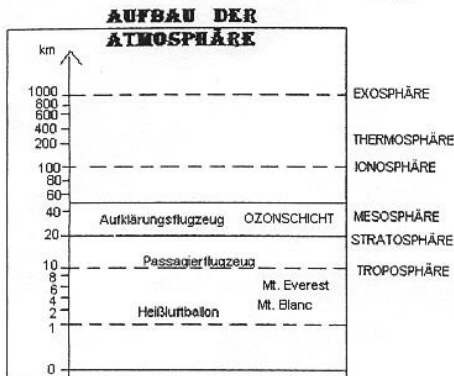 AUFBAU DER
ATMOSPHÄRE
km
1000 EXOSPHÄRE
800
600
400
200 THERMOSPHÄRE
100 IONOSPHÄRE
80
60
40 Aufklärungsflugzeug OZONSCHICHT MESOSPHÄRE
20 STRATOSPHÄRE
Passagierflugzeug
10 TROPOSPHÄRE
8
6 Mt. Everest
4
2 Heißluftballon Mt. Blanc
1
0